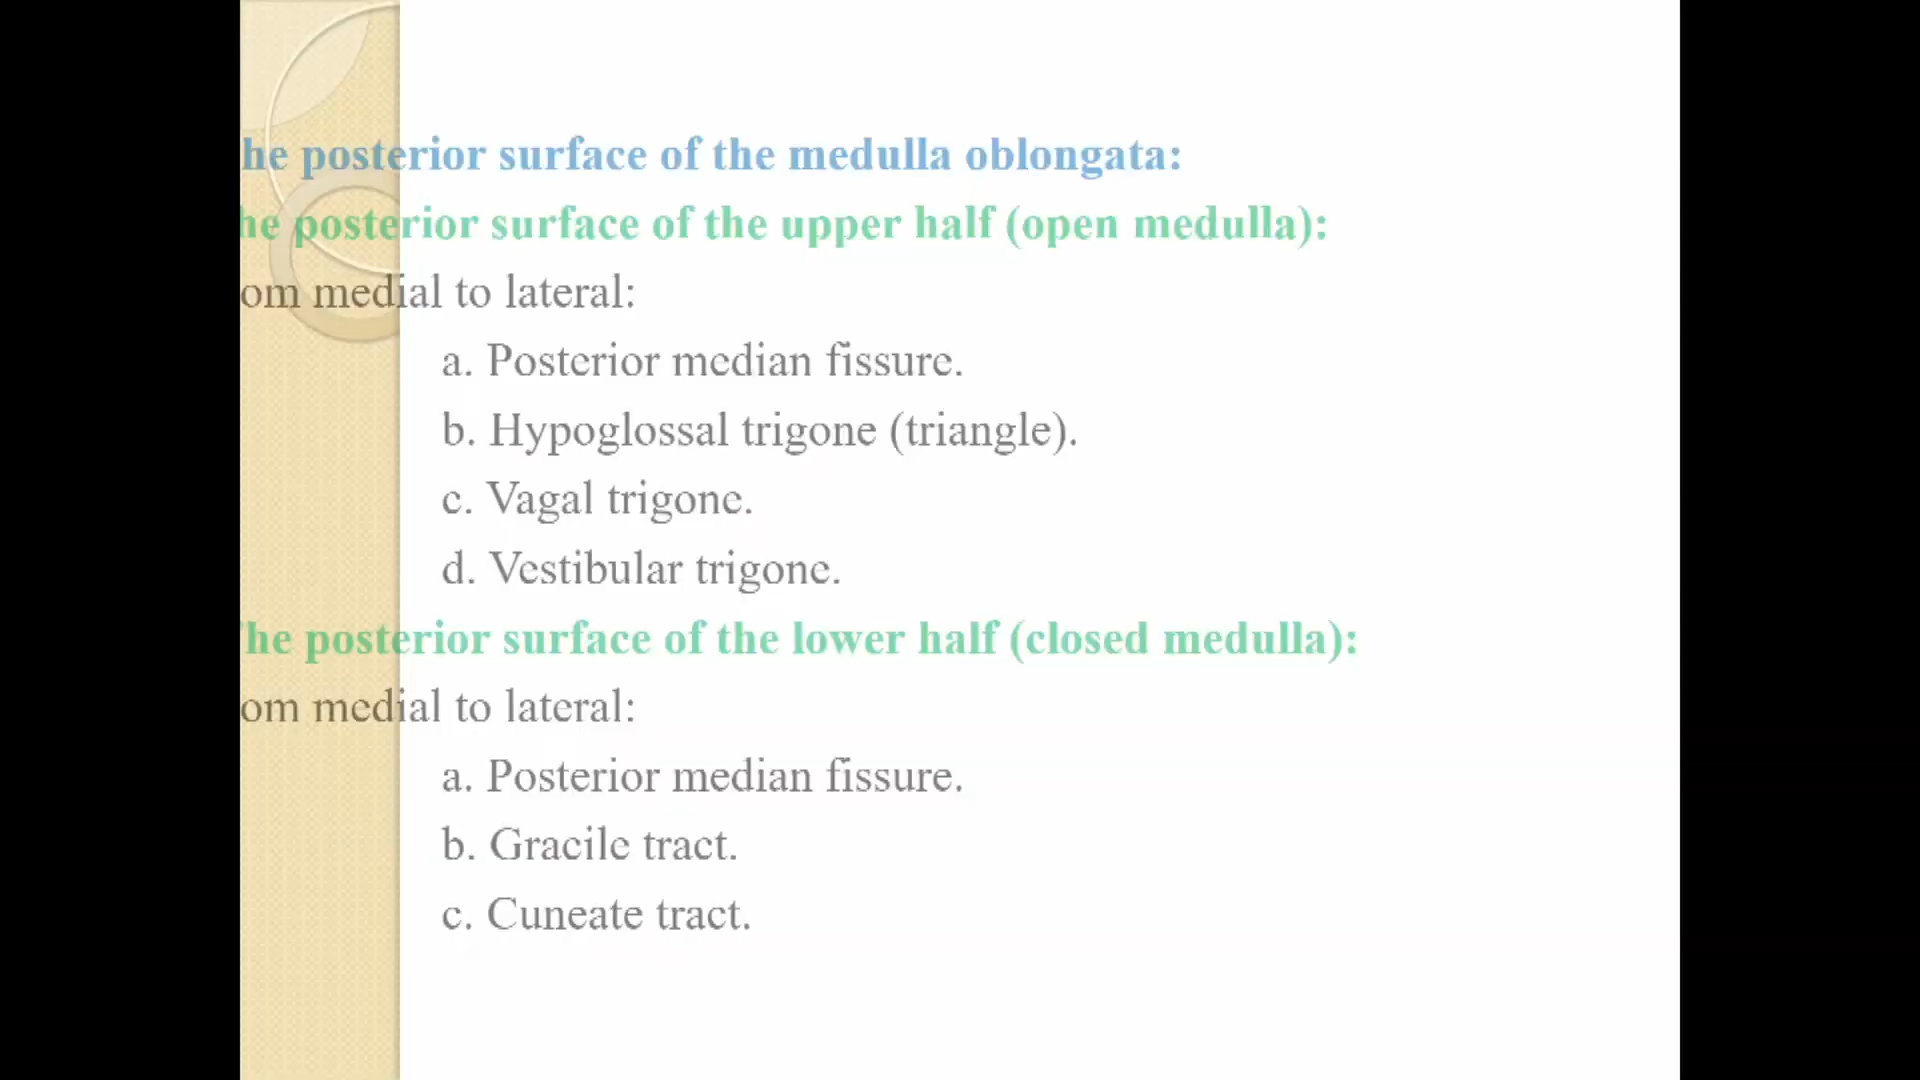 he posterior surface of the medulla oblongata:
he posterior surface of the upper half (open medulla):
om medial to lateral:
a. Posterior median fissure.
b. Hypoglossal trigone (triangle).
c. Vagal trigone.
d. Vestibular trigone.
he posterior surface of the lower half (closed medulla):
om medial to lateral:
a. Posterior median fissure.
b. Gracile tract.
c. Cuneate tract.